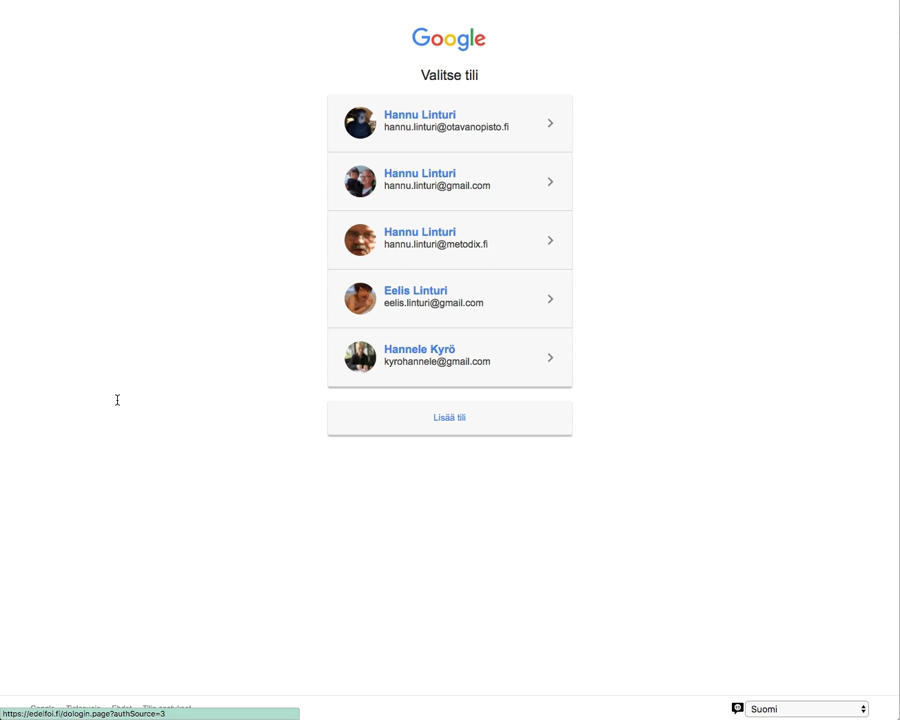 Google
Valitse tili
Hannu Linturi
hannu.linturi@otavanopisto.fi
Hannu Linturi
hannu.linturi@gmail.com
Hannu Linturi
hannu.linturi@metodix.fi
Eelis Linturi
eelis.linturi@gmail.com
Hannele Kyrö
kyrohannele@gmail.com
Lisää tili
https://edelfoi.fi/dologin.page?authSource=3
Suomi